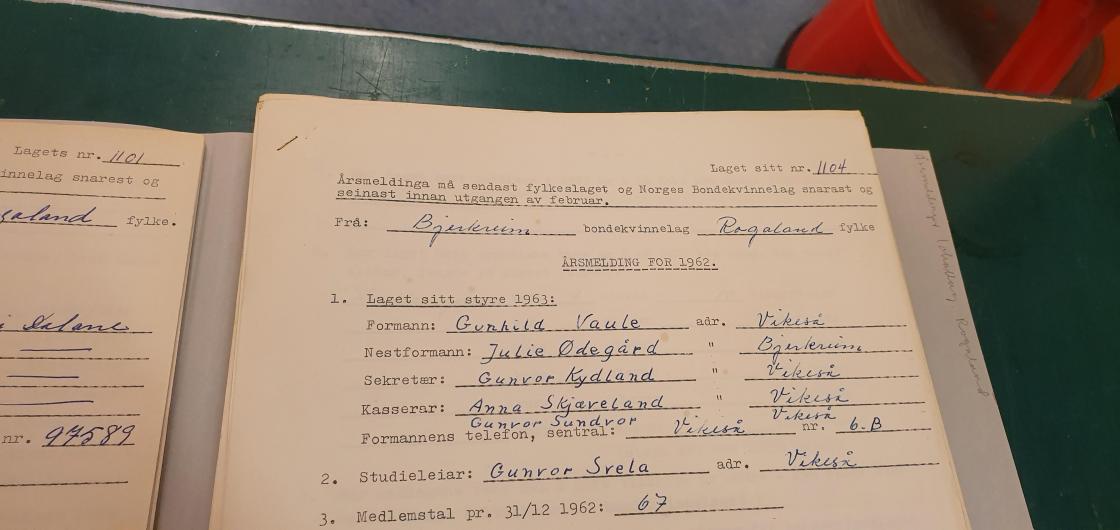 Lagets nr. 1101
innelag snarest og
galand fylke.
i Dalane
nr. 97589
Laget sitt nr. 1104
Årsmeldinga må sendast fylkeslaget og Norges Bondekvinnelag snarast og
seinast innan utgangen av februar.
Frå: Bjerkreim bondekvinnelag Rogaland fylke
ÅRSMELDING FOR 1962.
1. Laget sitt styre 1963:
Formann: Gunhild Vaule adr. Vikeså
Nestformann: Julie Ødegård " Bjerkreim
Sekretær: Gunvor Kydland " Vikeså
Kasserar: Anna Skjæveland " Vikeså
Gunvor Sundvor Vikeså
Formannens telefon, sentral: Vikeså nr. 6.B
2. Studieleiar: Gunvor Svela adr. Vikeså
3. Medlemstal pr. 31/12 1962: 67
Årsmeldinger lokallag Rogaland